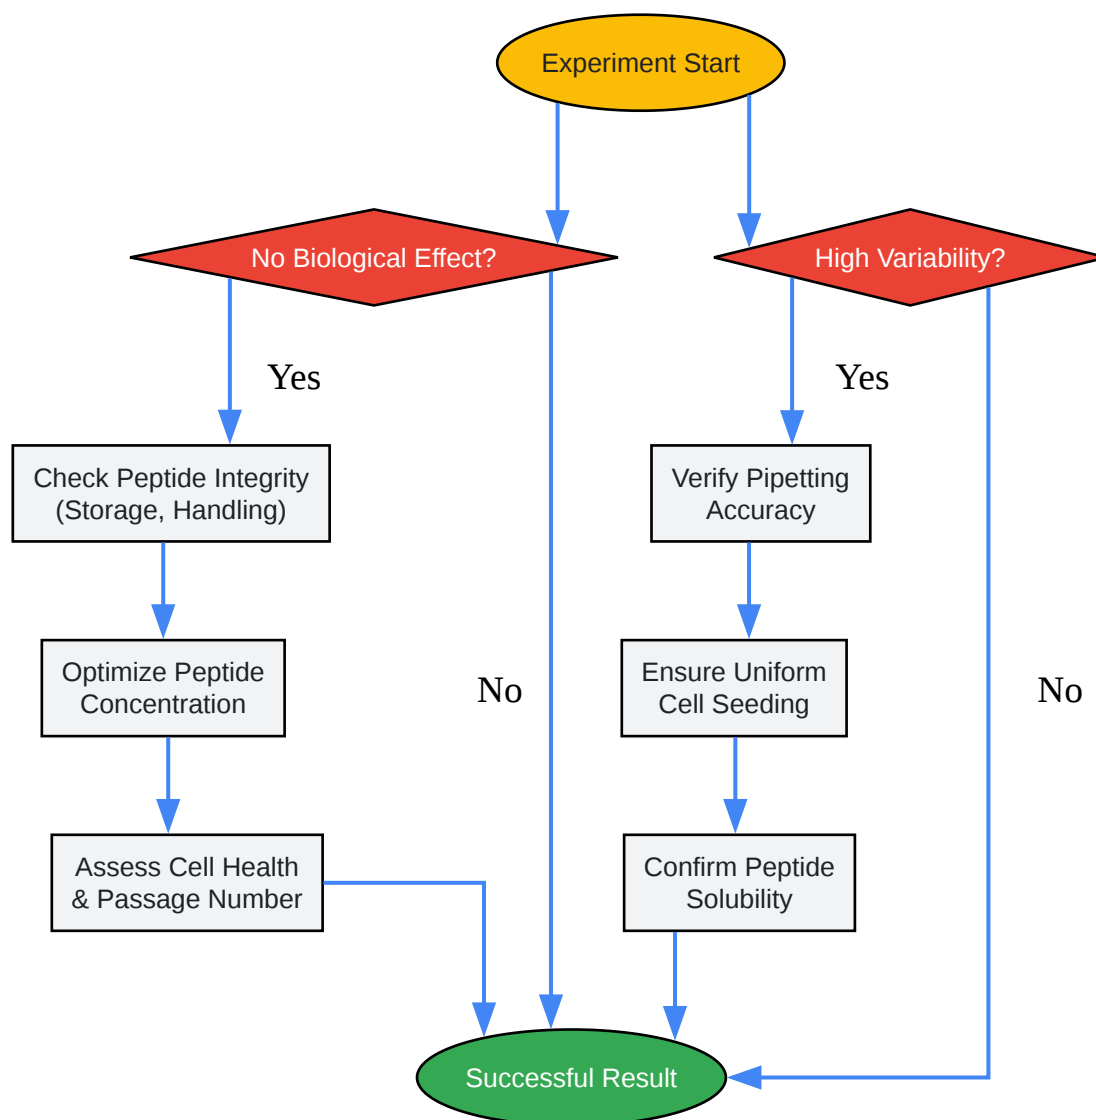 Experiment Start
No Biological Effect?
High Variability?
Yes
Yes
Check Peptide Integrity
(Storage, Handling)
Verify Pipetting
Accuracy
Optimize Peptide
Concentration
No
Ensure Uniform
Cell Seeding
No
Assess Cell Health
& Passage Number
Confirm Peptide
Solubility
Successful Result